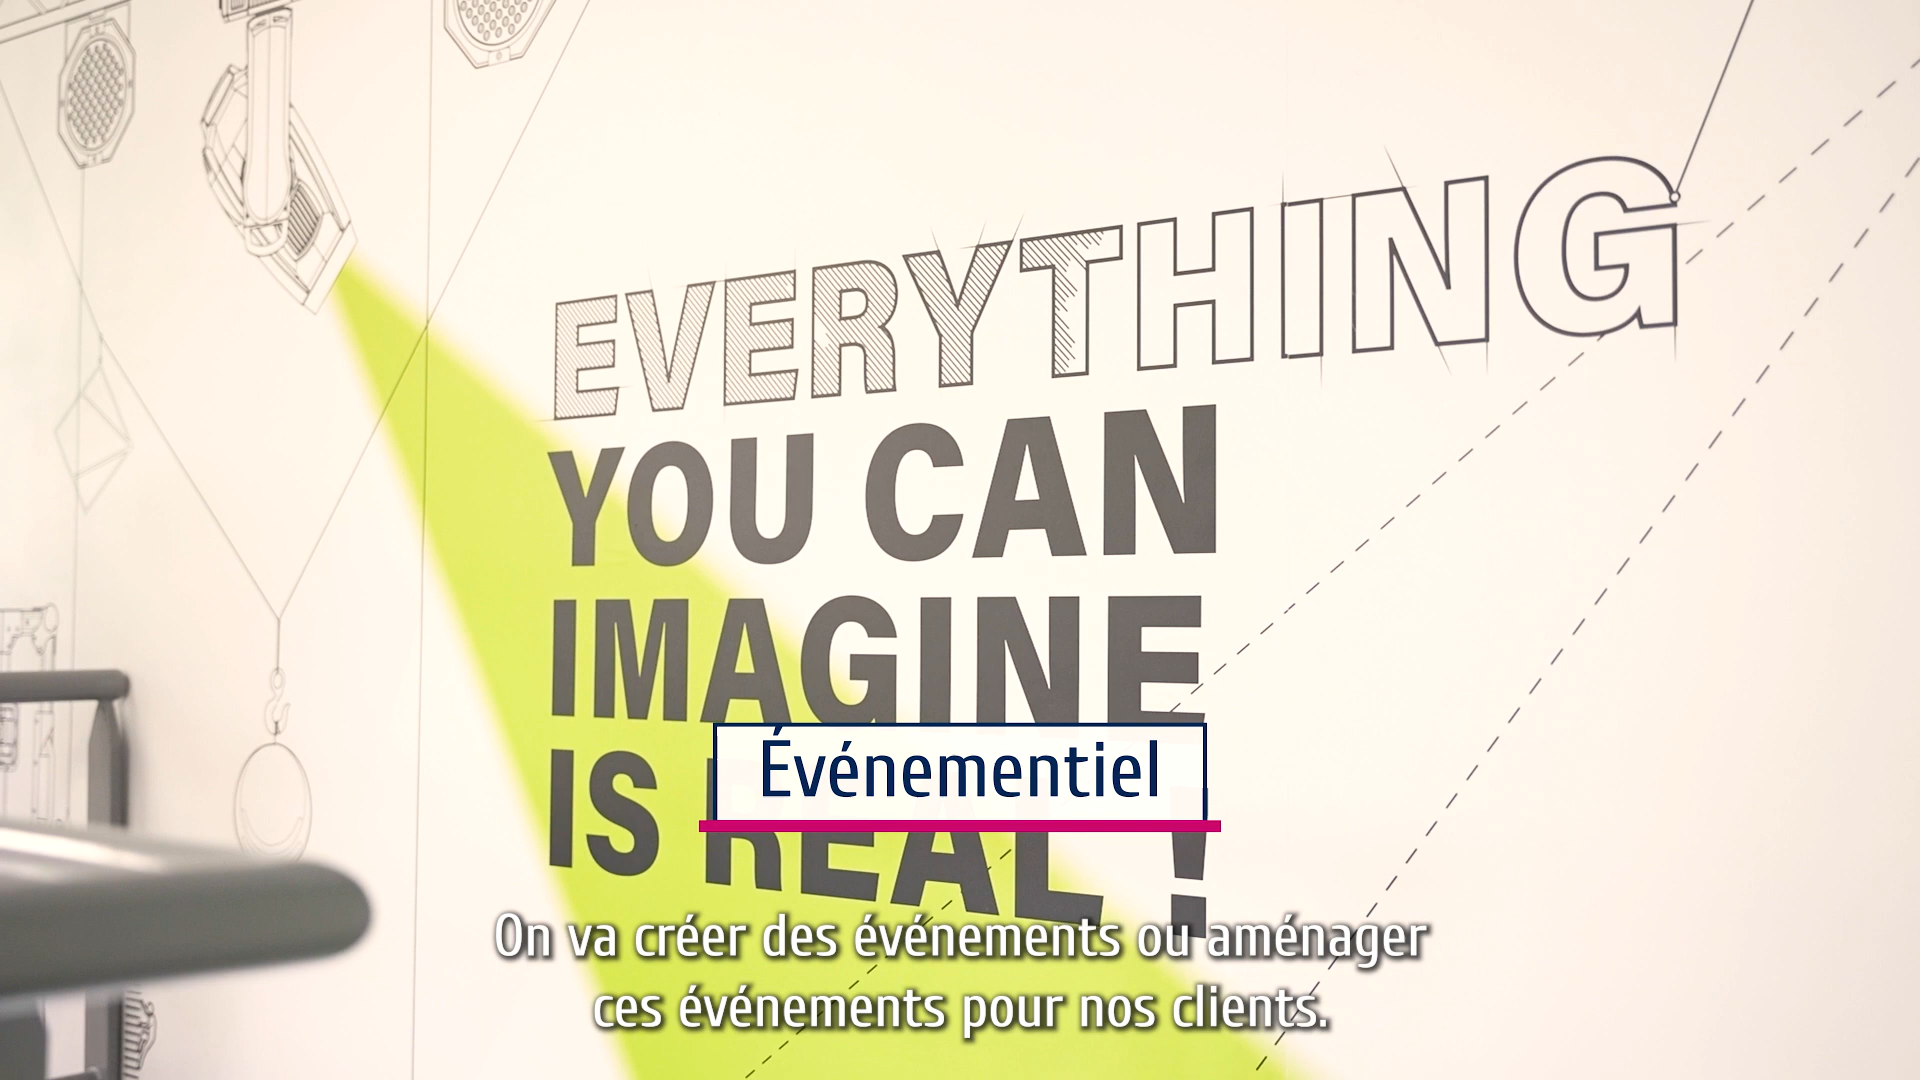 EVERYTHING
YOU CAN
IMAGINE
IS REAL !
Événementiel
On va créer des événements ou aménager
ces événements pour nos clients.